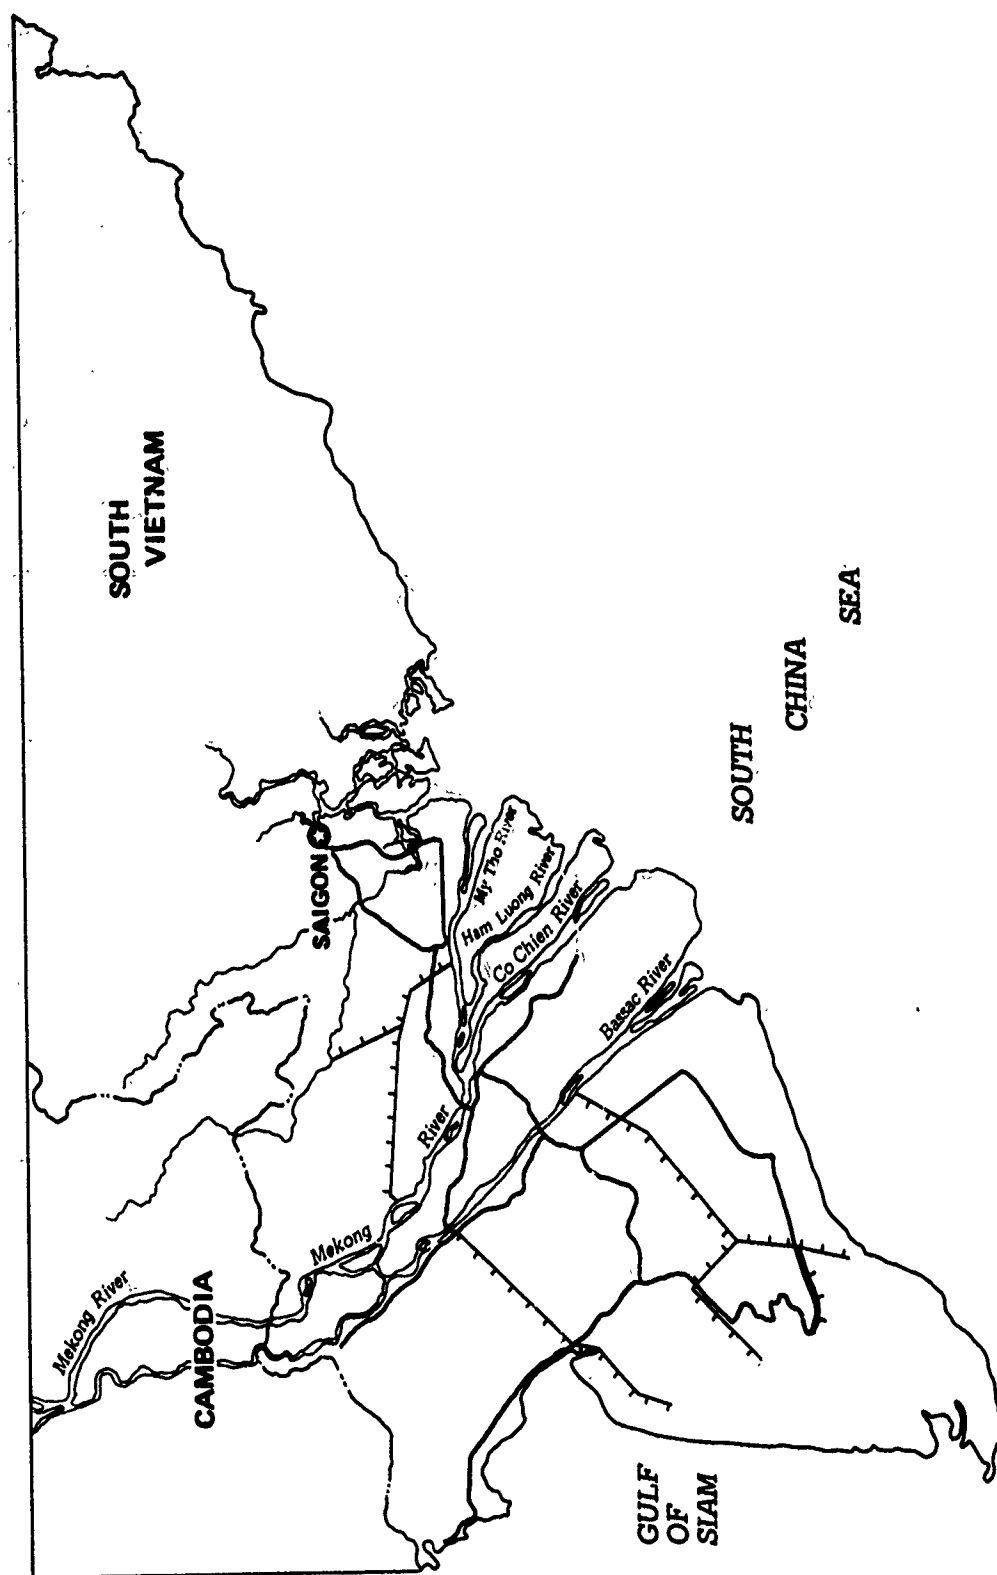 SOUTH
VIETNAM
SAIGON
CAMBODIA
Mekong River
Mekong
River
My Tho River
Ham Luong River
Co Chien River
Bassac River
SOUTH
CHINA
SEA
GULF
OF
SIAM